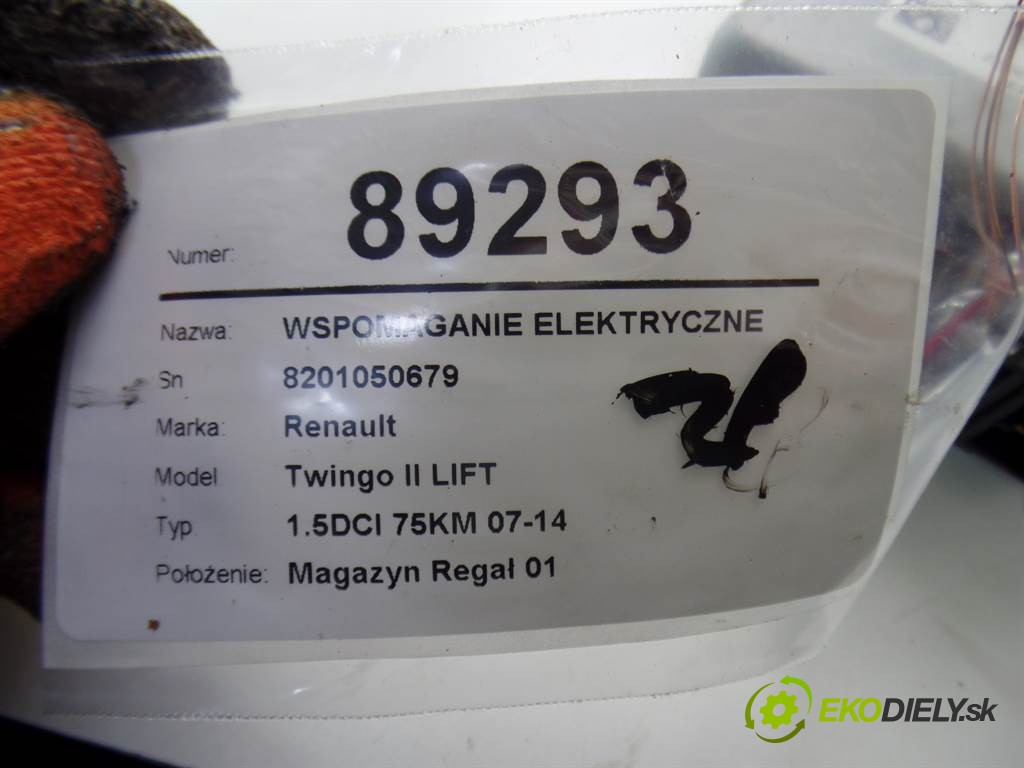 Numer: 89293
Nazwa: WSPOMAGANIE ELEKTRYCZNE
Sn 8201050679
Marka: Renault
Model Twingo II LIFT
Typ 1.5DCI 75KM 07-14
Położenie: Magazyn Regał 01
EKODIELY.sk